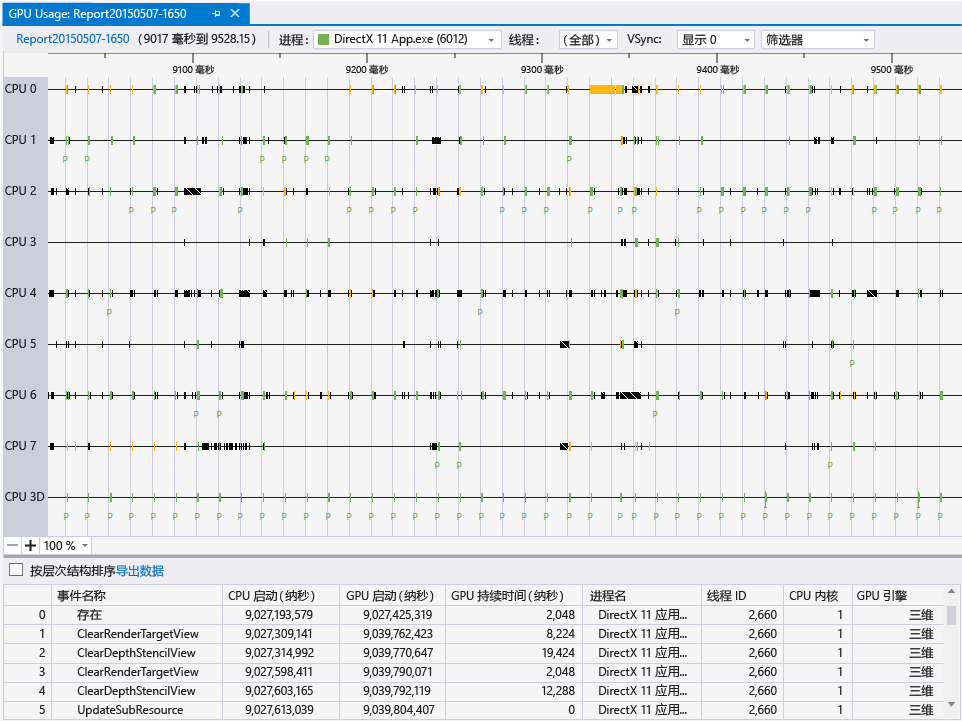 GPU Usage: Report20150507-1650
Report20150507-1650 (9017 毫秒到 9528.15) 进程: DirectX 11 App.exe (6012) 线程: (全部) VSync: 显示 0 筛选器
9100 毫秒 9200 毫秒 9300 毫秒 9400 毫秒 9500 毫秒
CPU 0
CPU 1
P P P P P P P
CPU 2
P P P P P P P P P P P P P P P P P P P P P P P P
CPU 3
CPU 4
P P P
CPU 5
P
CPU 6
P P P
CPU 7
P P P
CPU 3D
P P P P P P P P P P P P P P P P P P P P P P P P P P P P P P P P P P P P P P P P P
100 %
按层次结构排序导出数据
事件名称 CPU 启动(纳秒) GPU 启动(纳秒) GPU 持续时间(纳秒) 进程名 线程 ID CPU 内核 GPU 引擎
0 存在 9,027,193,579 9,027,425,319 2,048 DirectX 11 应用... 2,660 1 三维
1 ClearRenderTargetView 9,027,309,141 9,039,762,423 8,224 DirectX 11 应用... 2,660 1 三维
2 ClearDepthStencilView 9,027,314,992 9,039,770,647 19,424 DirectX 11 应用... 2,660 1 三维
3 ClearRenderTargetView 9,027,598,411 9,039,790,071 2,048 DirectX 11 应用... 2,660 1 三维
4 ClearDepthStencilView 9,027,603,165 9,039,792,119 12,288 DirectX 11 应用... 2,660 1 三维
5 UpdateSubResource 9,027,613,039 9,039,804,407 0 DirectX 11 应用... 2,660 1 三维